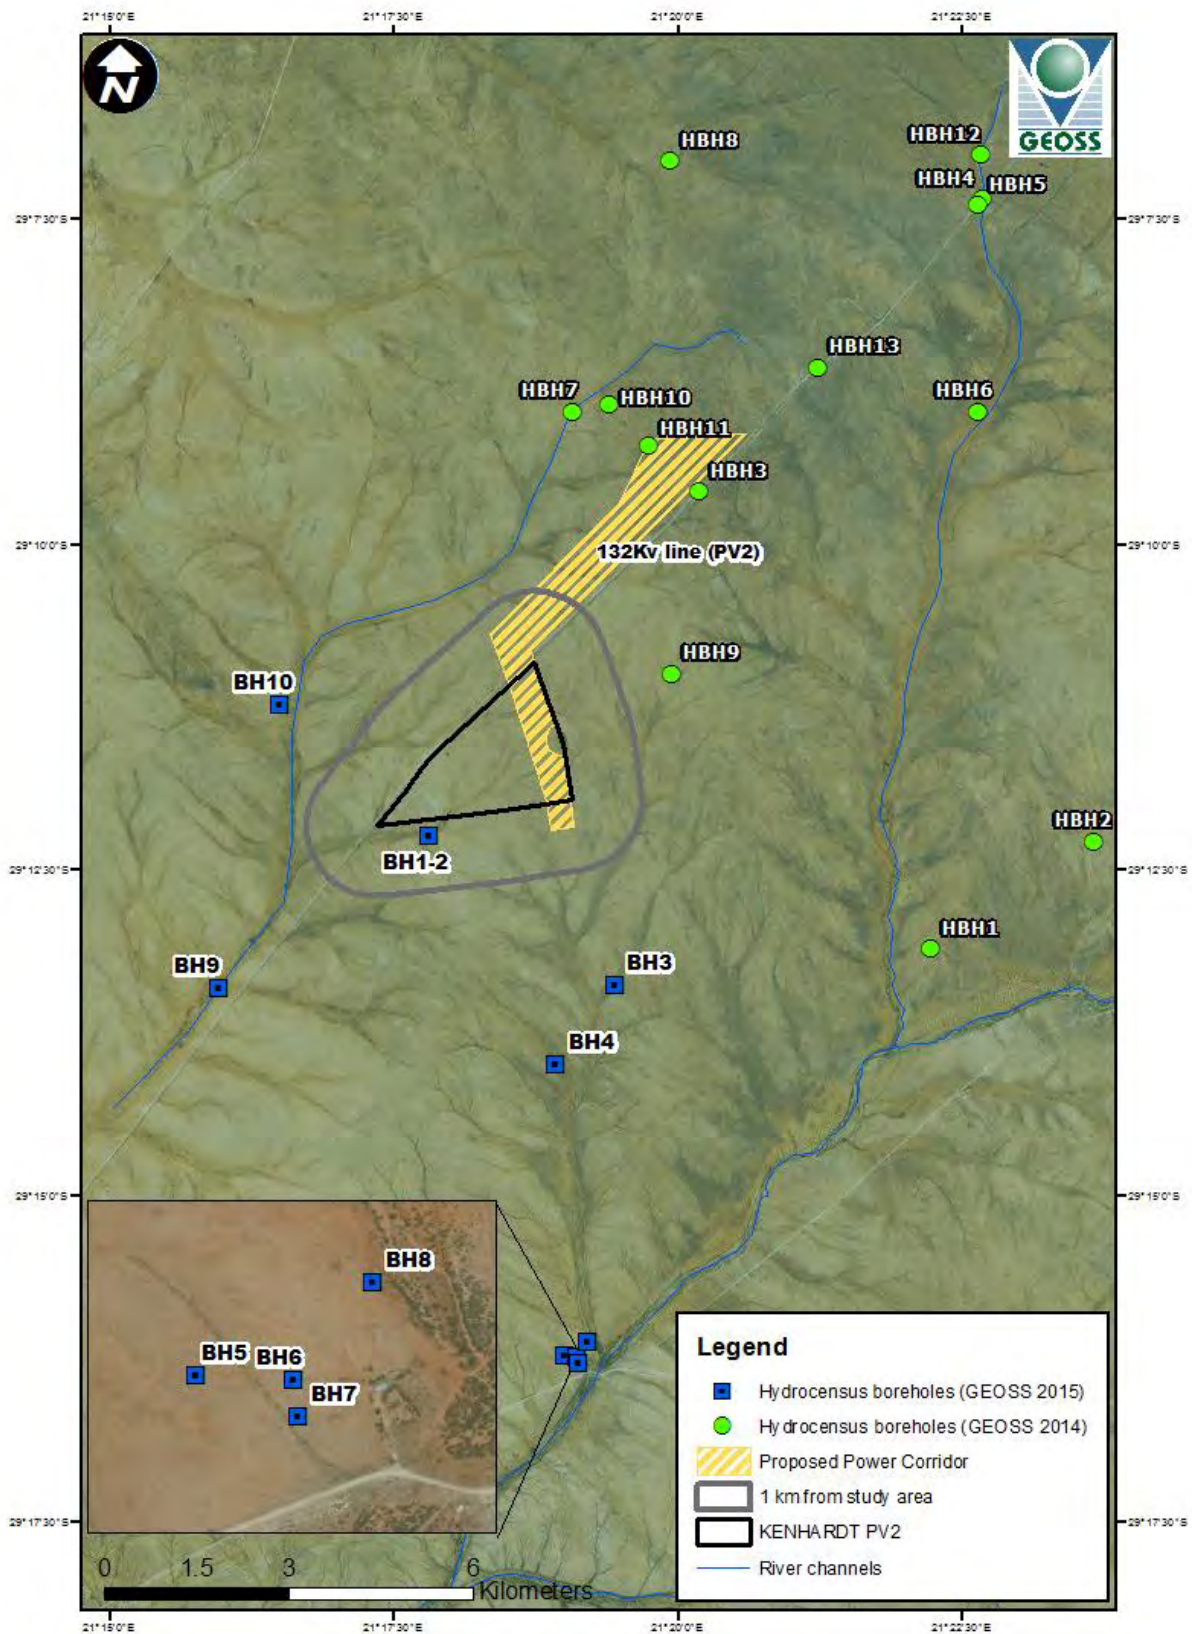 21°15'0"E
21°17'30"E
21°20'0"E
21°22'30"E
N
GEOSS
HBH8
HBH12
HBH4
HBH5
29°7'30"S
29°7'30"S
HBH13
HBH7
HBH10
HBH6
HBH11
HBH3
29°10'0"S
132Kv line (PV2)
29°10'0"S
HBH9
BH10
HBH2
BH1-2
29°12'30"S
29°12'30"S
HBH1
BH9
BH3
BH4
29°15'0"S
29°15'0"S
BH8
BH5
BH6
BH7
Legend
Hydrocensus boreholes (GEOSS 2015)
Hydrocensus boreholes (GEOSS 2014)
Proposed Power Corridor
1 km from study area
KENHARDT PV2
River channels
29°17'30"S
29°17'30"S
0 1.5 3 6
Kilometers
21°15'0"E
21°17'30"E
21°20'0"E
21°22'30"E